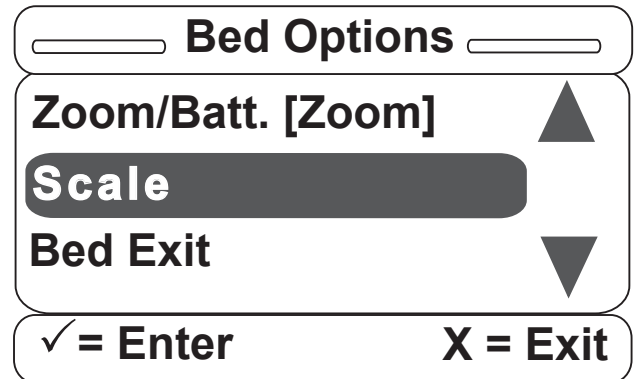 Bed Options
Zoom/Batt. [Zoom]
Scale
Bed Exit
✓= Enter X = Exit